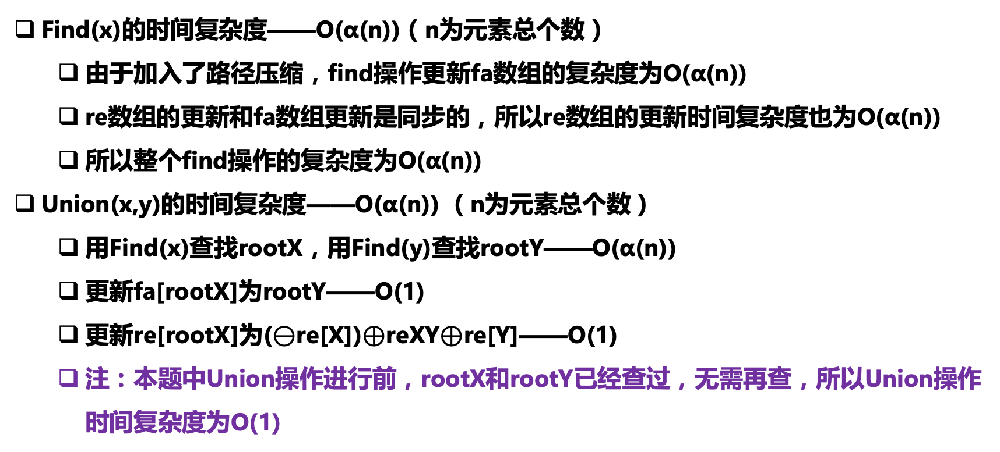 ❑ Find(x)的时间复杂度——O(α(n))（n为元素总个数）
❑ 由于加入了路径压缩，find操作更新fa数组的复杂度为O(α(n))
❑ re数组的更新和fa数组更新是同步的，所以re数组的更新时间复杂度也为O(α(n))
❑ 所以整个find操作的复杂度为O(α(n))
❑ Union(x,y)的时间复杂度——O(α(n)) （n为元素总个数）
❑ 用Find(x)查找rootX，用Find(y)查找rootY——O(α(n))
❑ 更新fa[rootX]为rootY——O(1)
❑ 更新re[rootX]为(⊖re[X])⊕reXY⊕re[Y]——O(1)
❑ 注：本题中Union操作进行前，rootX和rootY已经查过，无需再查，所以Union操作
时间复杂度为O(1)